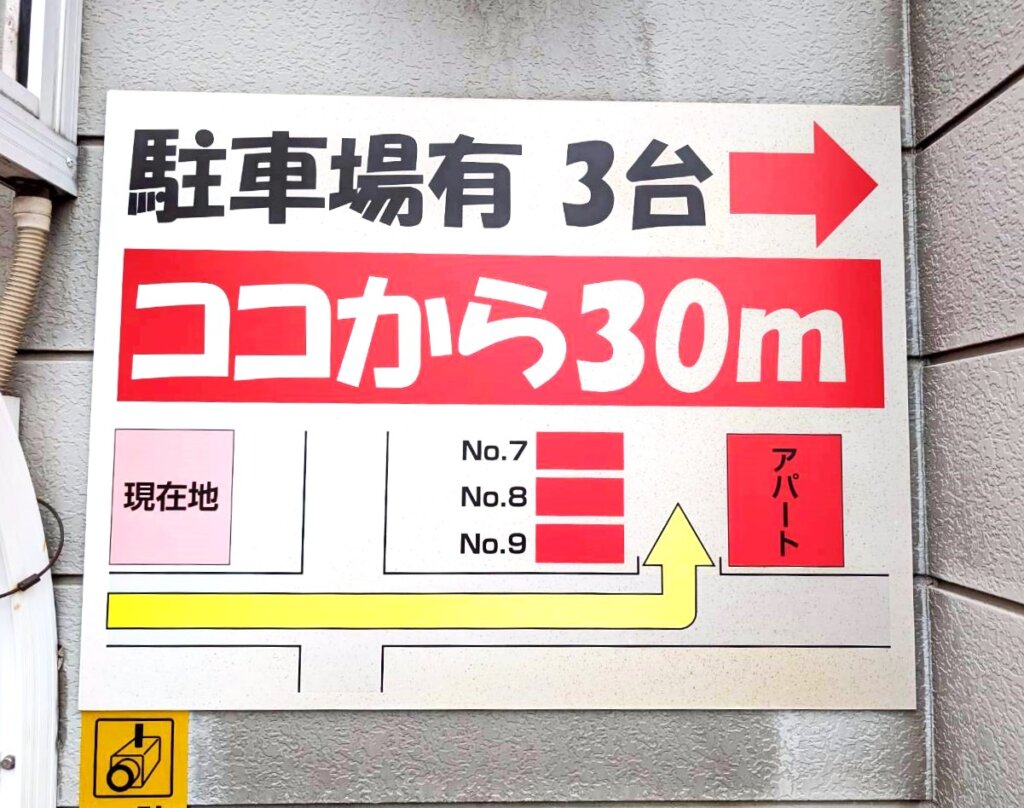 駐車場有 3台
ココから30m
現在地
No.7
No.8
No.9
アパート